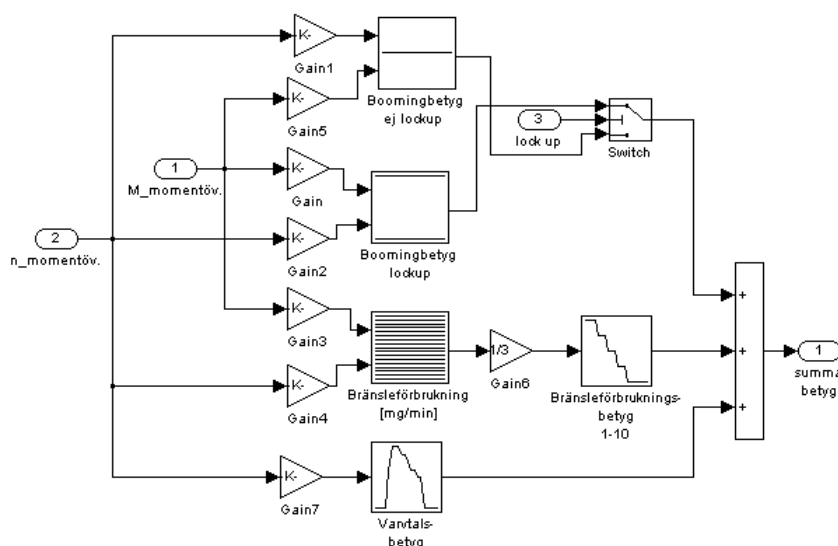 K-
Gain1
K-
Gain5
Boomingbetyg
ej lookup
3
lock up
Switch
1
M_momentöv.
K-
Gain
2
n_momentöv.
K-
Gain2
Boomingbetyg
lockup
K-
Gain3
K-
Gain4
Bränsleförbrukning
[mg/min]
1/3
Gain6
Bränsleförbruknings-
betyg
1-10
+
+
+
1
summa
betyg
K-
Gain7
Varvtals-
betyg